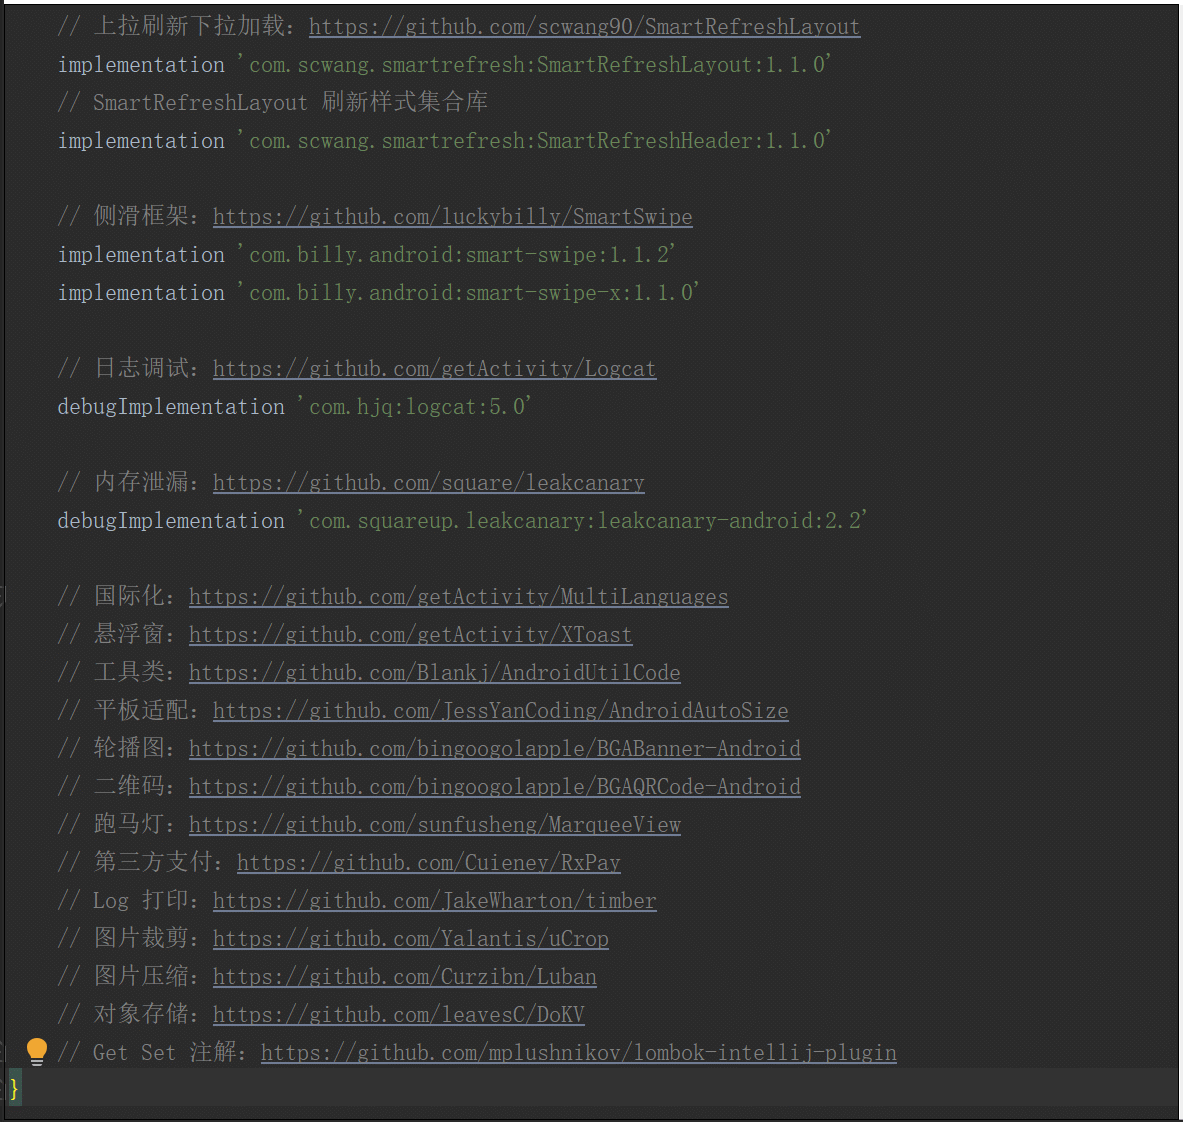 // 上拉刷新下拉加载：https://github.com/scwang90/SmartRefreshLayout
implementation 'com.scwang.smartrefresh:SmartRefreshLayout:1.1.0'
// SmartRefreshLayout 刷新样式集合库
implementation 'com.scwang.smartrefresh:SmartRefreshHeader:1.1.0'
// 侧滑框架：https://github.com/luckybilly/SmartSwipe
implementation 'com.billy.android:smart-swipe:1.1.2'
implementation 'com.billy.android:smart-swipe-x:1.1.0'
// 日志调试：https://github.com/getActivity/Logcat
debugImplementation 'com.hjq:logcat:5.0'
// 内存泄漏：https://github.com/square/leakcanary
debugImplementation 'com.squareup.leakcanary:leakcanary-android:2.2'
// 国际化：https://github.com/getActivity/MultiLanguages
// 悬浮窗：https://github.com/getActivity/XToast
// 工具类：https://github.com/Blankj/AndroidUtilCode
// 平板适配：https://github.com/JessYanCoding/AndroidAutoSize
// 轮播图：https://github.com/bingoogolapple/BGABanner-Android
// 二维码：https://github.com/bingoogolapple/BGAQRCode-Android
// 跑马灯：https://github.com/sunfusheng/MarqueeView
// 第三方支付：https://github.com/Cuieney/RxPay
// Log 打印：https://github.com/JakeWharton/timber
// 图片裁剪：https://github.com/Yalantis/uCrop
// 图片压缩：https://github.com/Curzibn/Luban
// 对象存储：https://github.com/leavesC/DoKV
// Get Set 注解：https://github.com/mplushnikov/lombok-intellij-plugin
}